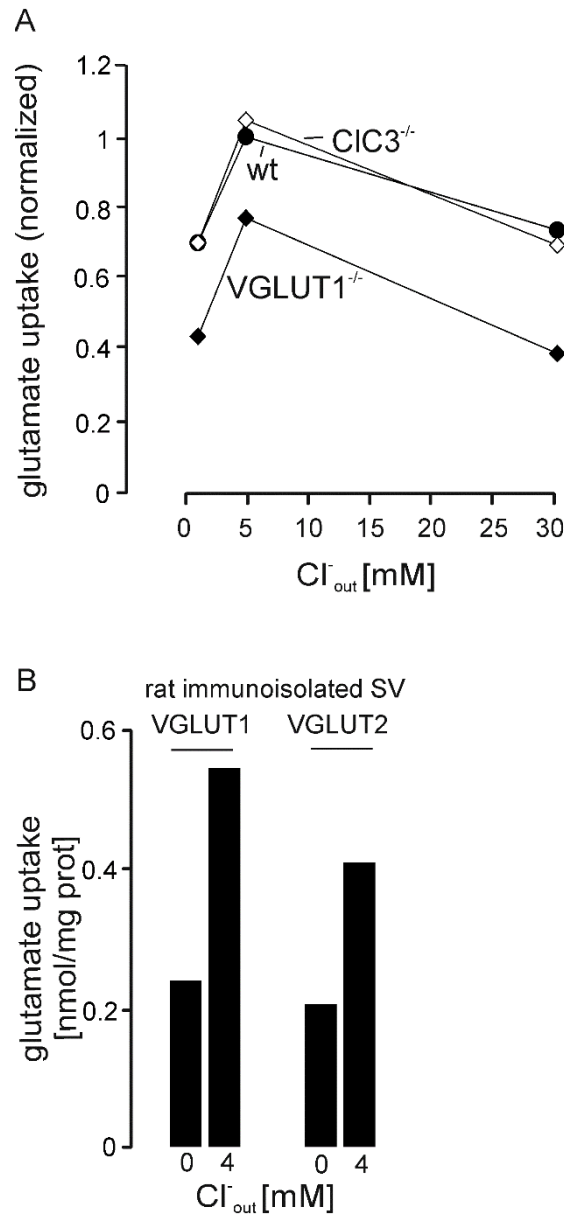 A
glutamate uptake (normalized)
1.2
1
0.8
0.6
0.4
0.2
0
ClC3⁻/⁻
wt
VGLUT1⁻/⁻
0 5 10 15 20 25 30
Cl⁻out [mM]
B
rat immunoisolated SV
VGLUT1 VGLUT2
glutamate uptake
[nmol/mg prot]
0.6
0.4
0.2
0
0 4 0 4
Cl⁻out [mM]